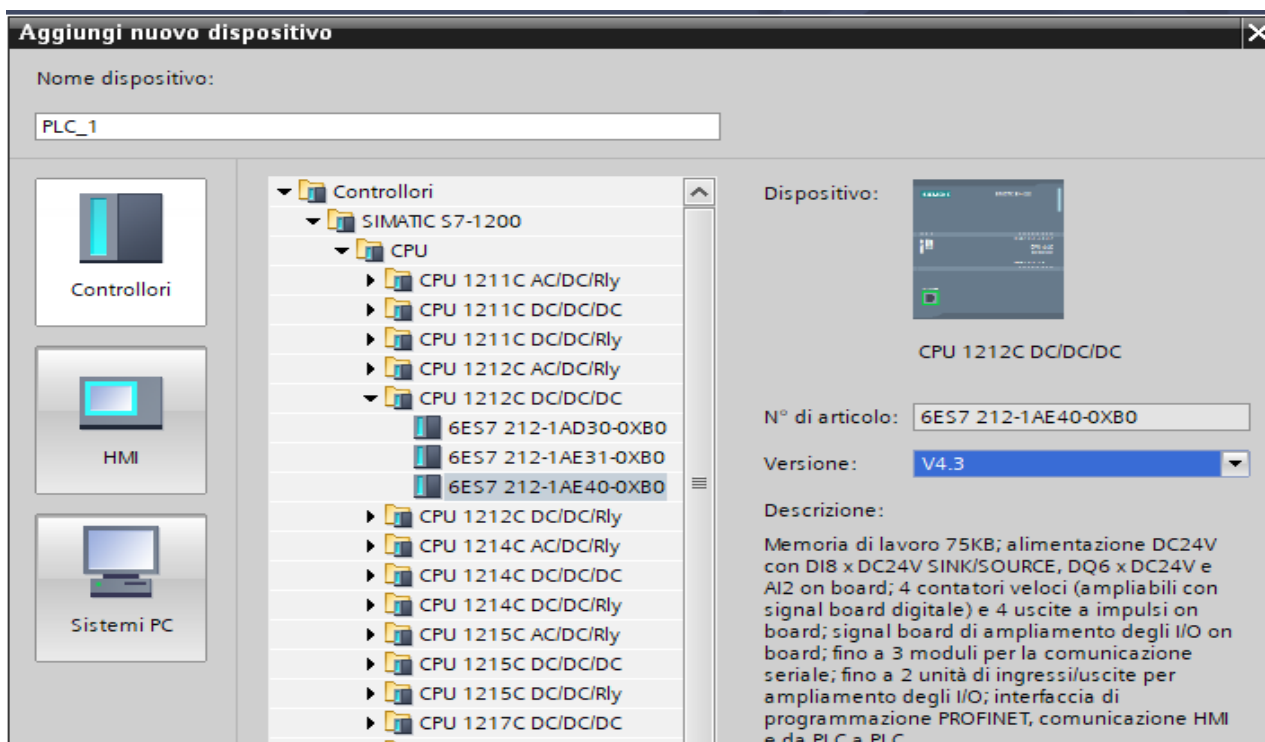 Aggiungi nuovo dispositivo
Nome dispositivo:
PLC_1
Controllori
HMI
Sistemi PC
Controllori
SIMATIC S7-1200
CPU
CPU 1211C AC/DC/Rly
CPU 1211C DC/DC/DC
CPU 1211C DC/DC/Rly
CPU 1212C AC/DC/Rly
CPU 1212C DC/DC/DC
6ES7 212-1AD30-0XB0
6ES7 212-1AE31-0XB0
6ES7 212-1AE40-0XB0
CPU 1212C DC/DC/Rly
CPU 1214C AC/DC/Rly
CPU 1214C DC/DC/DC
CPU 1214C DC/DC/Rly
CPU 1215C AC/DC/Rly
CPU 1215C DC/DC/DC
CPU 1215C DC/DC/Rly
CPU 1217C DC/DC/DC
Dispositivo:
CPU 1212C DC/DC/DC
N° di articolo: 6ES7 212-1AE40-0XB0
Versione: V4.3
Descrizione:
Memoria di lavoro 75KB; alimentazione DC24V
con DI8 x DC24V SINK/SOURCE, DQ6 x DC24V e
AI2 on board; 4 contatori veloci (ampliabili con
signal board digitale) e 4 uscite a impulsi on
board; signal board di ampliamento degli I/O on
board; fino a 3 moduli per la comunicazione
seriale; fino a 2 unità di ingressi/uscite per
ampliamento degli I/O; interfaccia di
programmazione PROFINET, comunicazione HMI
e da PLC a PLC